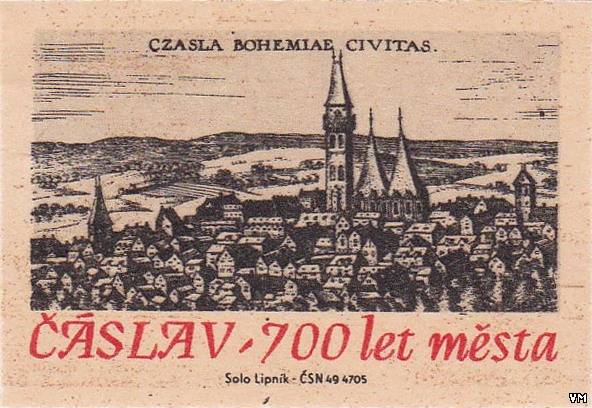 CZASLA BOHEMIAE CIVITAS.
ČÁSLAV - 700 let města
Solo Lipník - ČSN 49 4705
VM